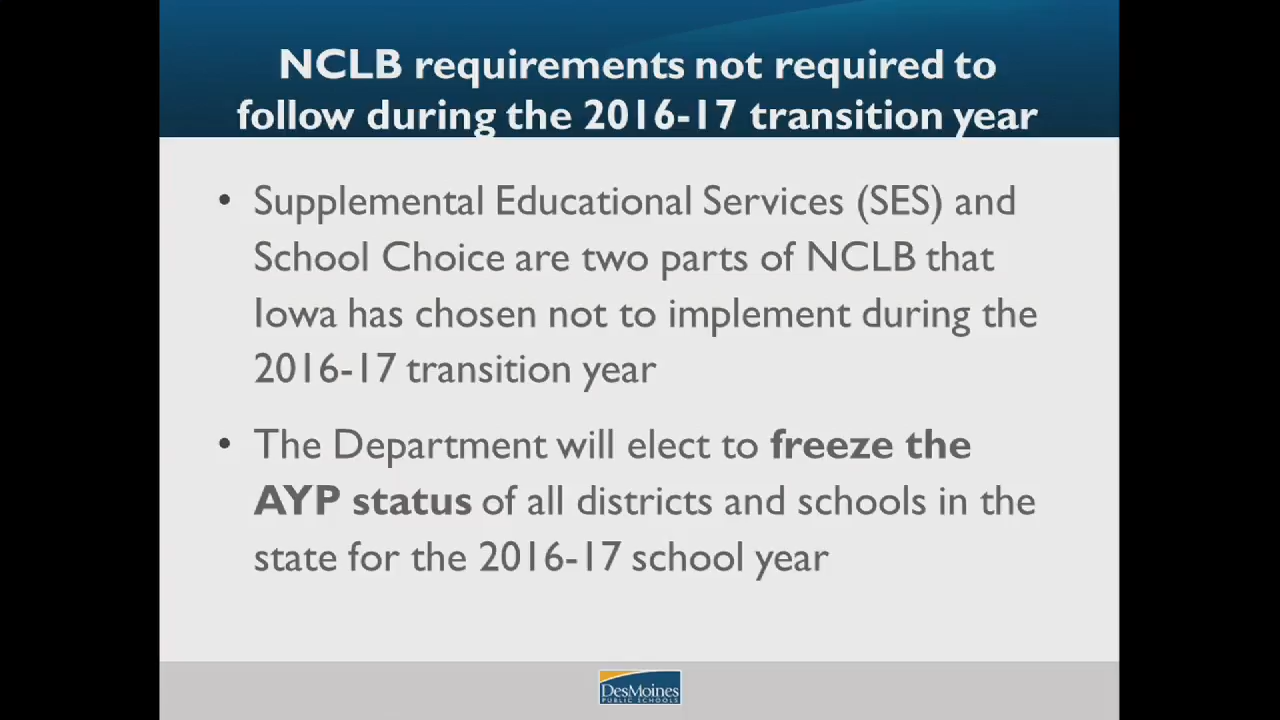 NCLB requirements not required to
follow during the 2016-17 transition year
• Supplemental Educational Services (SES) and
School Choice are two parts of NCLB that
Iowa has chosen not to implement during the
2016-17 transition year
• The Department will elect to freeze the
AYP status of all districts and schools in the
state for the 2016-17 school year
DesMoines
PUBLIC SCHOOLS